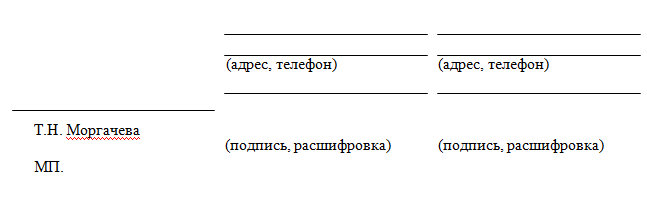 (адрес, телефон) (адрес, телефон)
Т.Н. Моргачева
(подпись, расшифровка) (подпись, расшифровка)
МП.